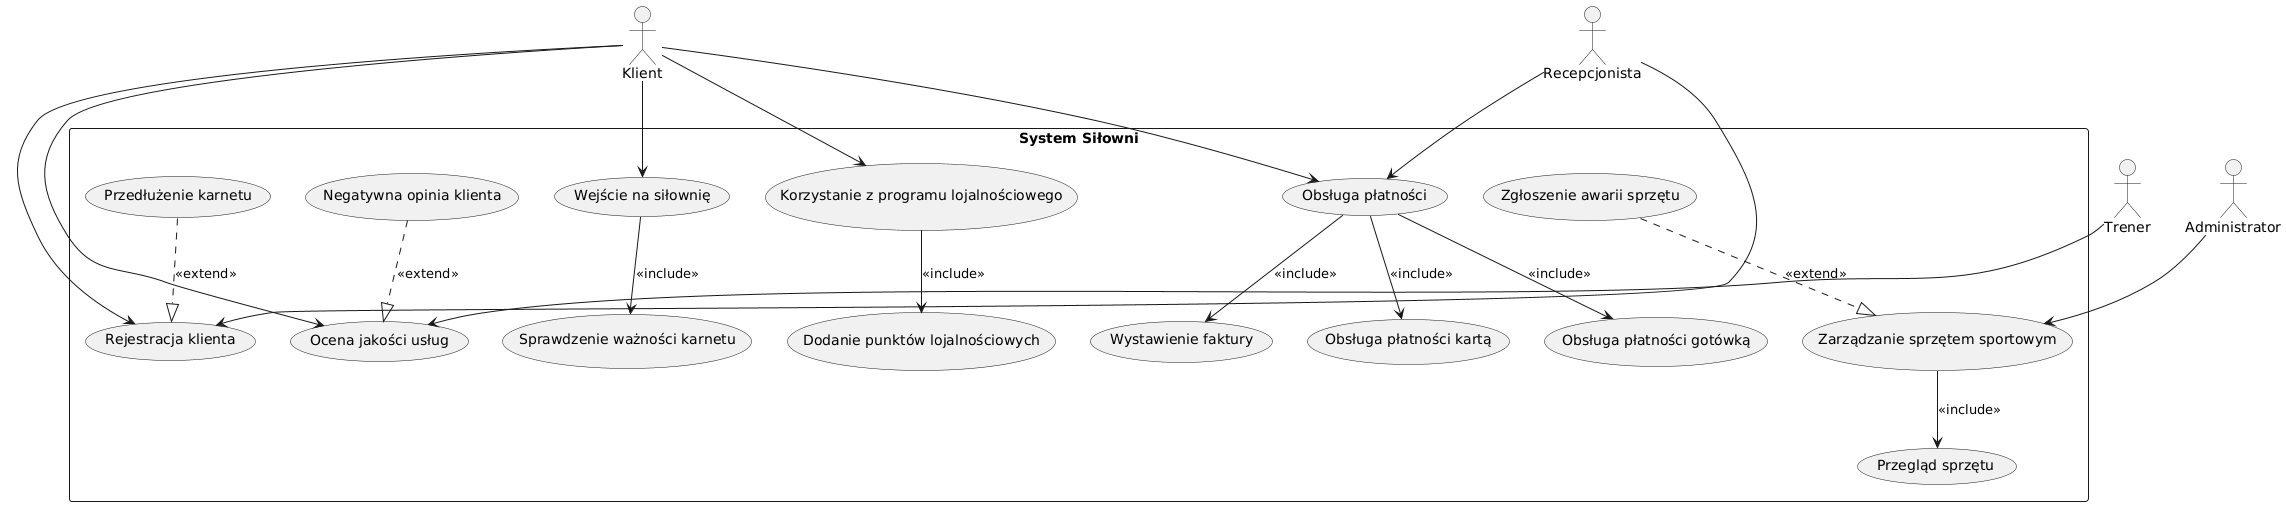 Klient
Recepcjonista
System Siłowni
Przedłużenie karnetu
Negatywna opinia klienta
Wejście na siłownię
Korzystanie z programu lojalnościowego
Obsługa płatności
Zgłoszenie awarii sprzętu
Trener
Administrator
«extend»
«extend»
«include»
«include»
«include»
«include»
«include»
«extend»
Rejestracja klienta
Ocena jakości usług
Sprawdzenie ważności karnetu
Dodanie punktów lojalnościowych
Wystawienie faktury
Obsługa płatności kartą
Obsługa płatności gotówką
Zarządzanie sprzętem sportowym
«include»
Przegląd sprzętu